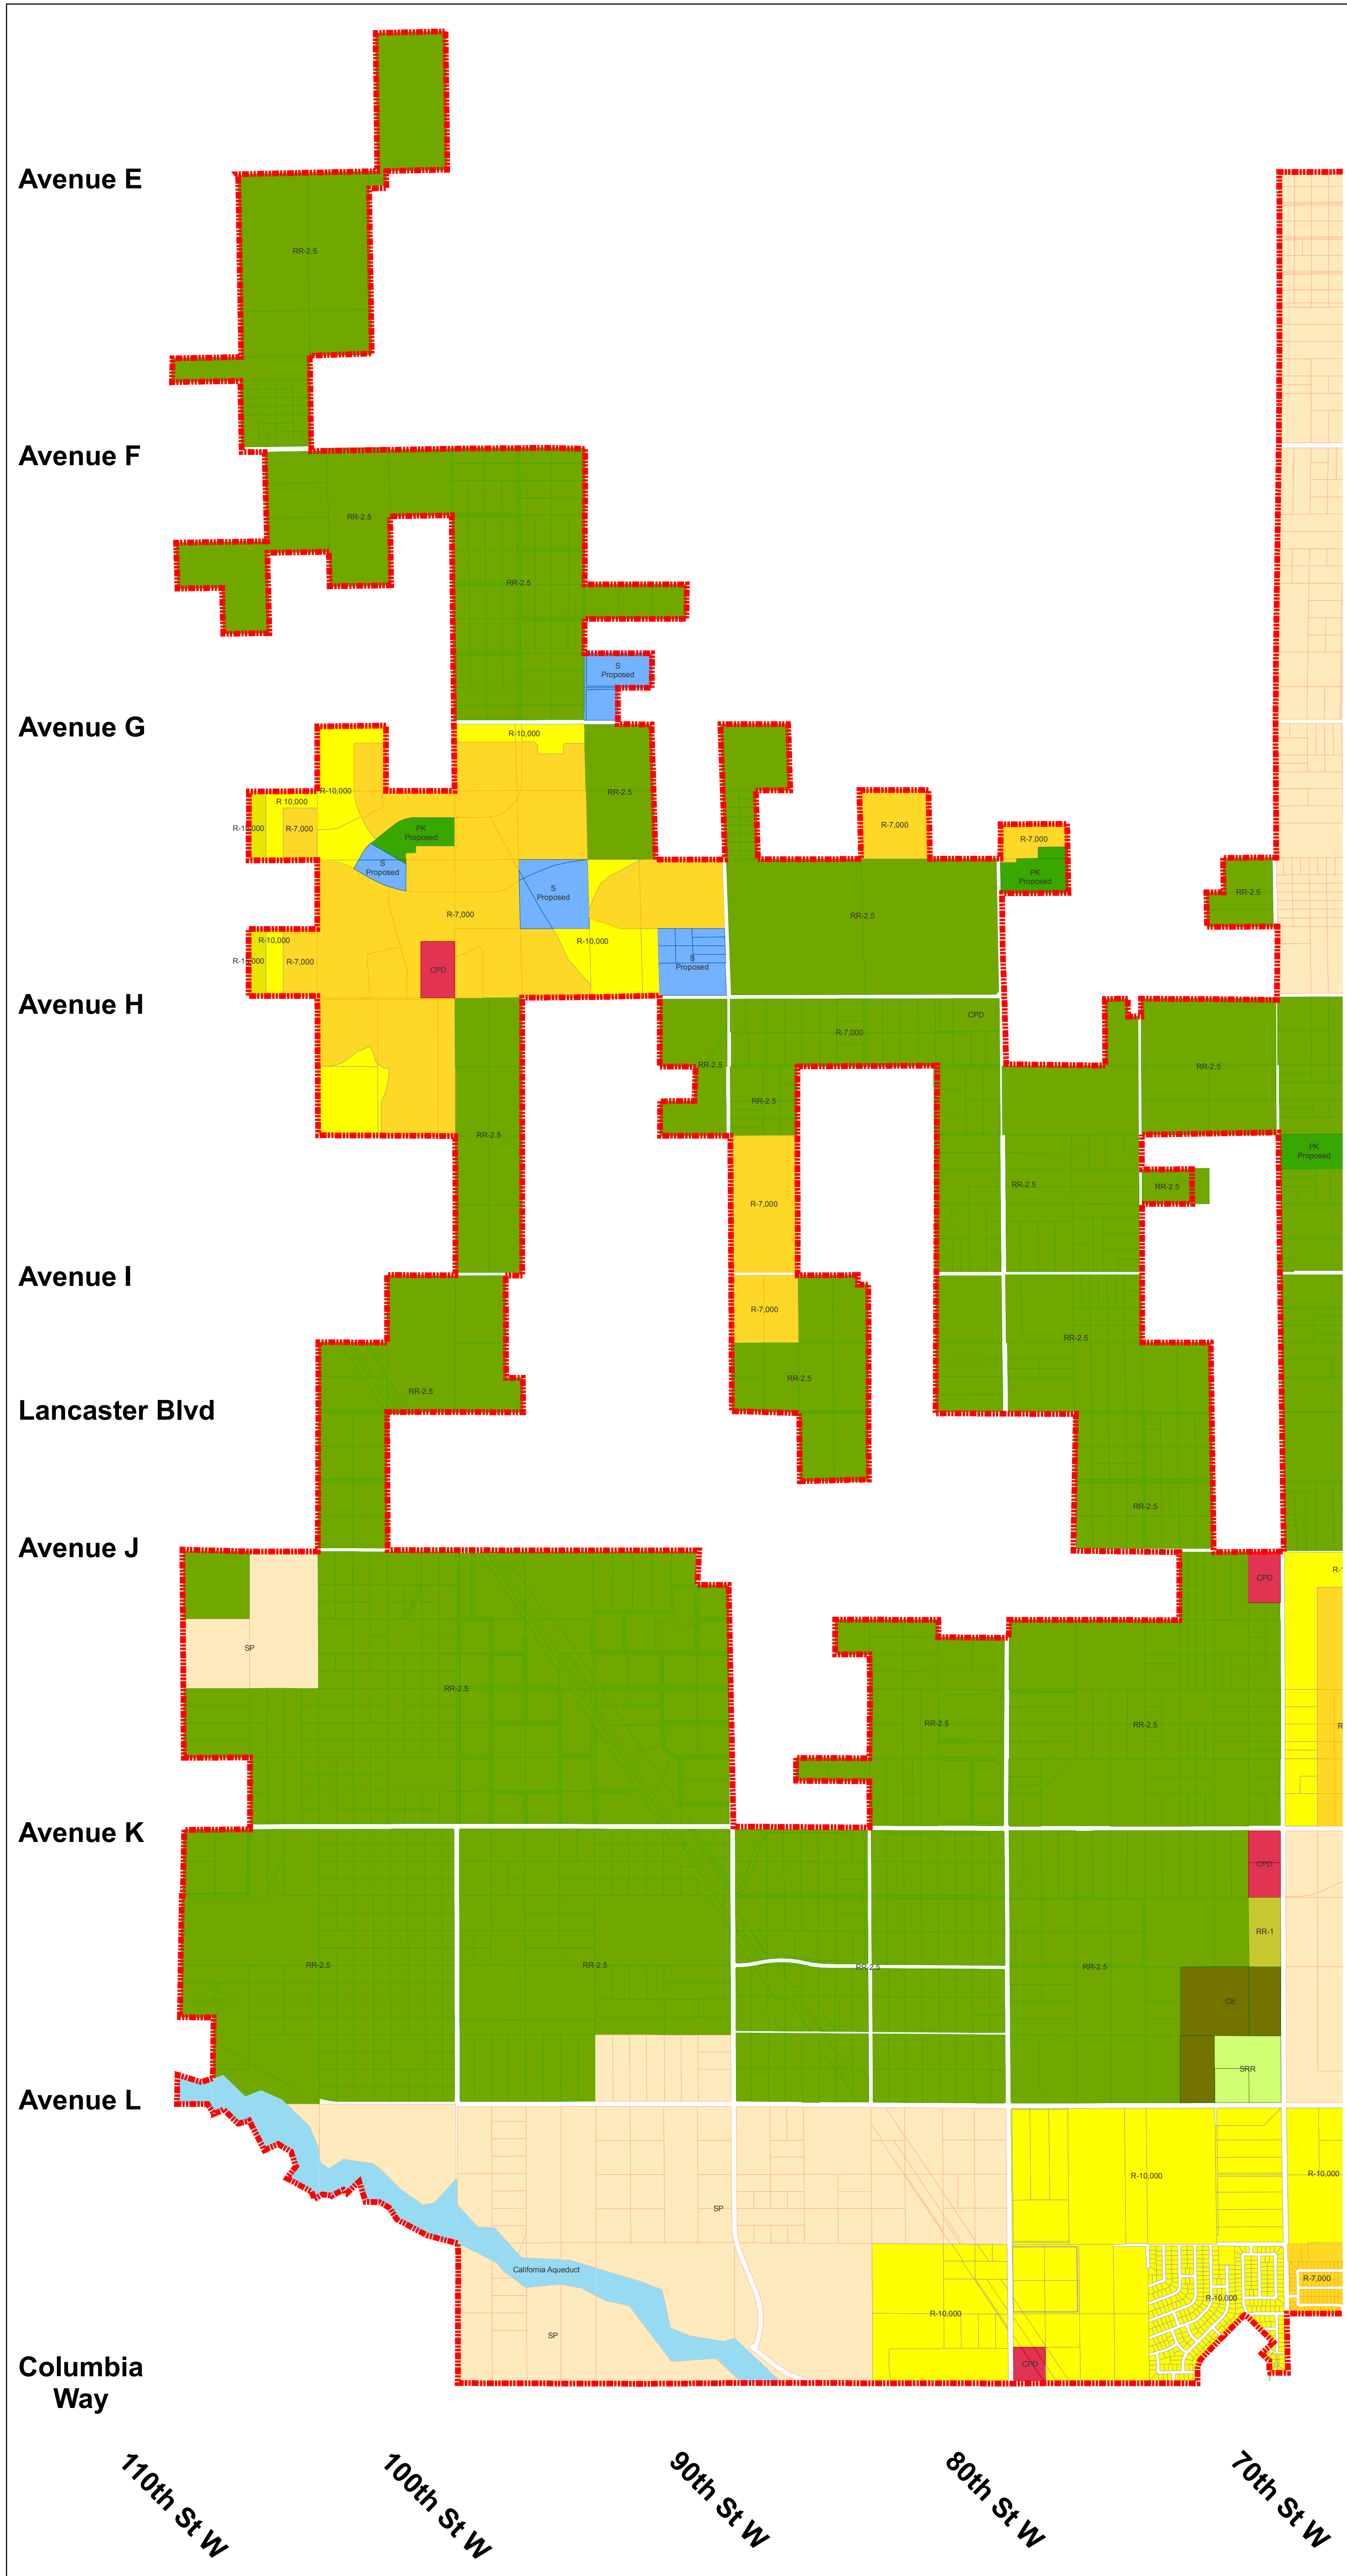 Avenue E
RR-2.5
Avenue F
RR-2.5
RR-2.5
S
Proposed
Avenue G
R-10,000
R-10,000
RR-2.5
R 10,000
R-7,000
PK
Proposed
R-7,000
R-7,000
S
Proposed
PK
Proposed
S
Proposed
RR-2.5
R-7,000
RR-2.5
R-10,000
R-10,000
R-7,000
S
Proposed
CPD
Avenue H
CPD
R-7,000
RR-2.5
RR-2.5
RR-2.5
RR-2.5
PK
Proposed
RR-2.5
RR-2.5
RR-2.5
R-7,000
Avenue I
R-7,000
RR-2.5
RR-2.5
RR-2.5
Lancaster Blvd
RR-2.5
Avenue J
CPD
SP
RR-2.5
RR-2.5
RR-2.5
Avenue K
CPD
RR-1
RR-2.5
RR-2.5
RR-2.5
RR-2.5
CE
SRR
Avenue L
R-10,000
R-10,000
SP
California Aqueduct
R-7,000
R-10,000
R-10,000
SP
CPD
Columbia
Way
110th St W
100th St W
90th St W
80th St W
70th St W